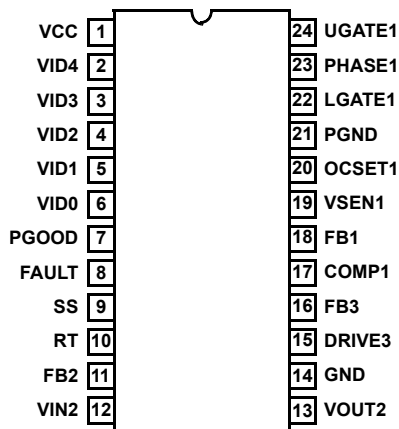 VCC 1 24 UGATE1
VID4 2 23 PHASE1
VID3 3 22 LGATE1
VID2 4 21 PGND
VID1 5 20 OCSET1
VID0 6 19 VSEN1
PGOOD 7 18 FB1
FAULT 8 17 COMP1
SS 9 16 FB3
RT 10 15 DRIVE3
FB2 11 14 GND
VIN2 12 13 VOUT2